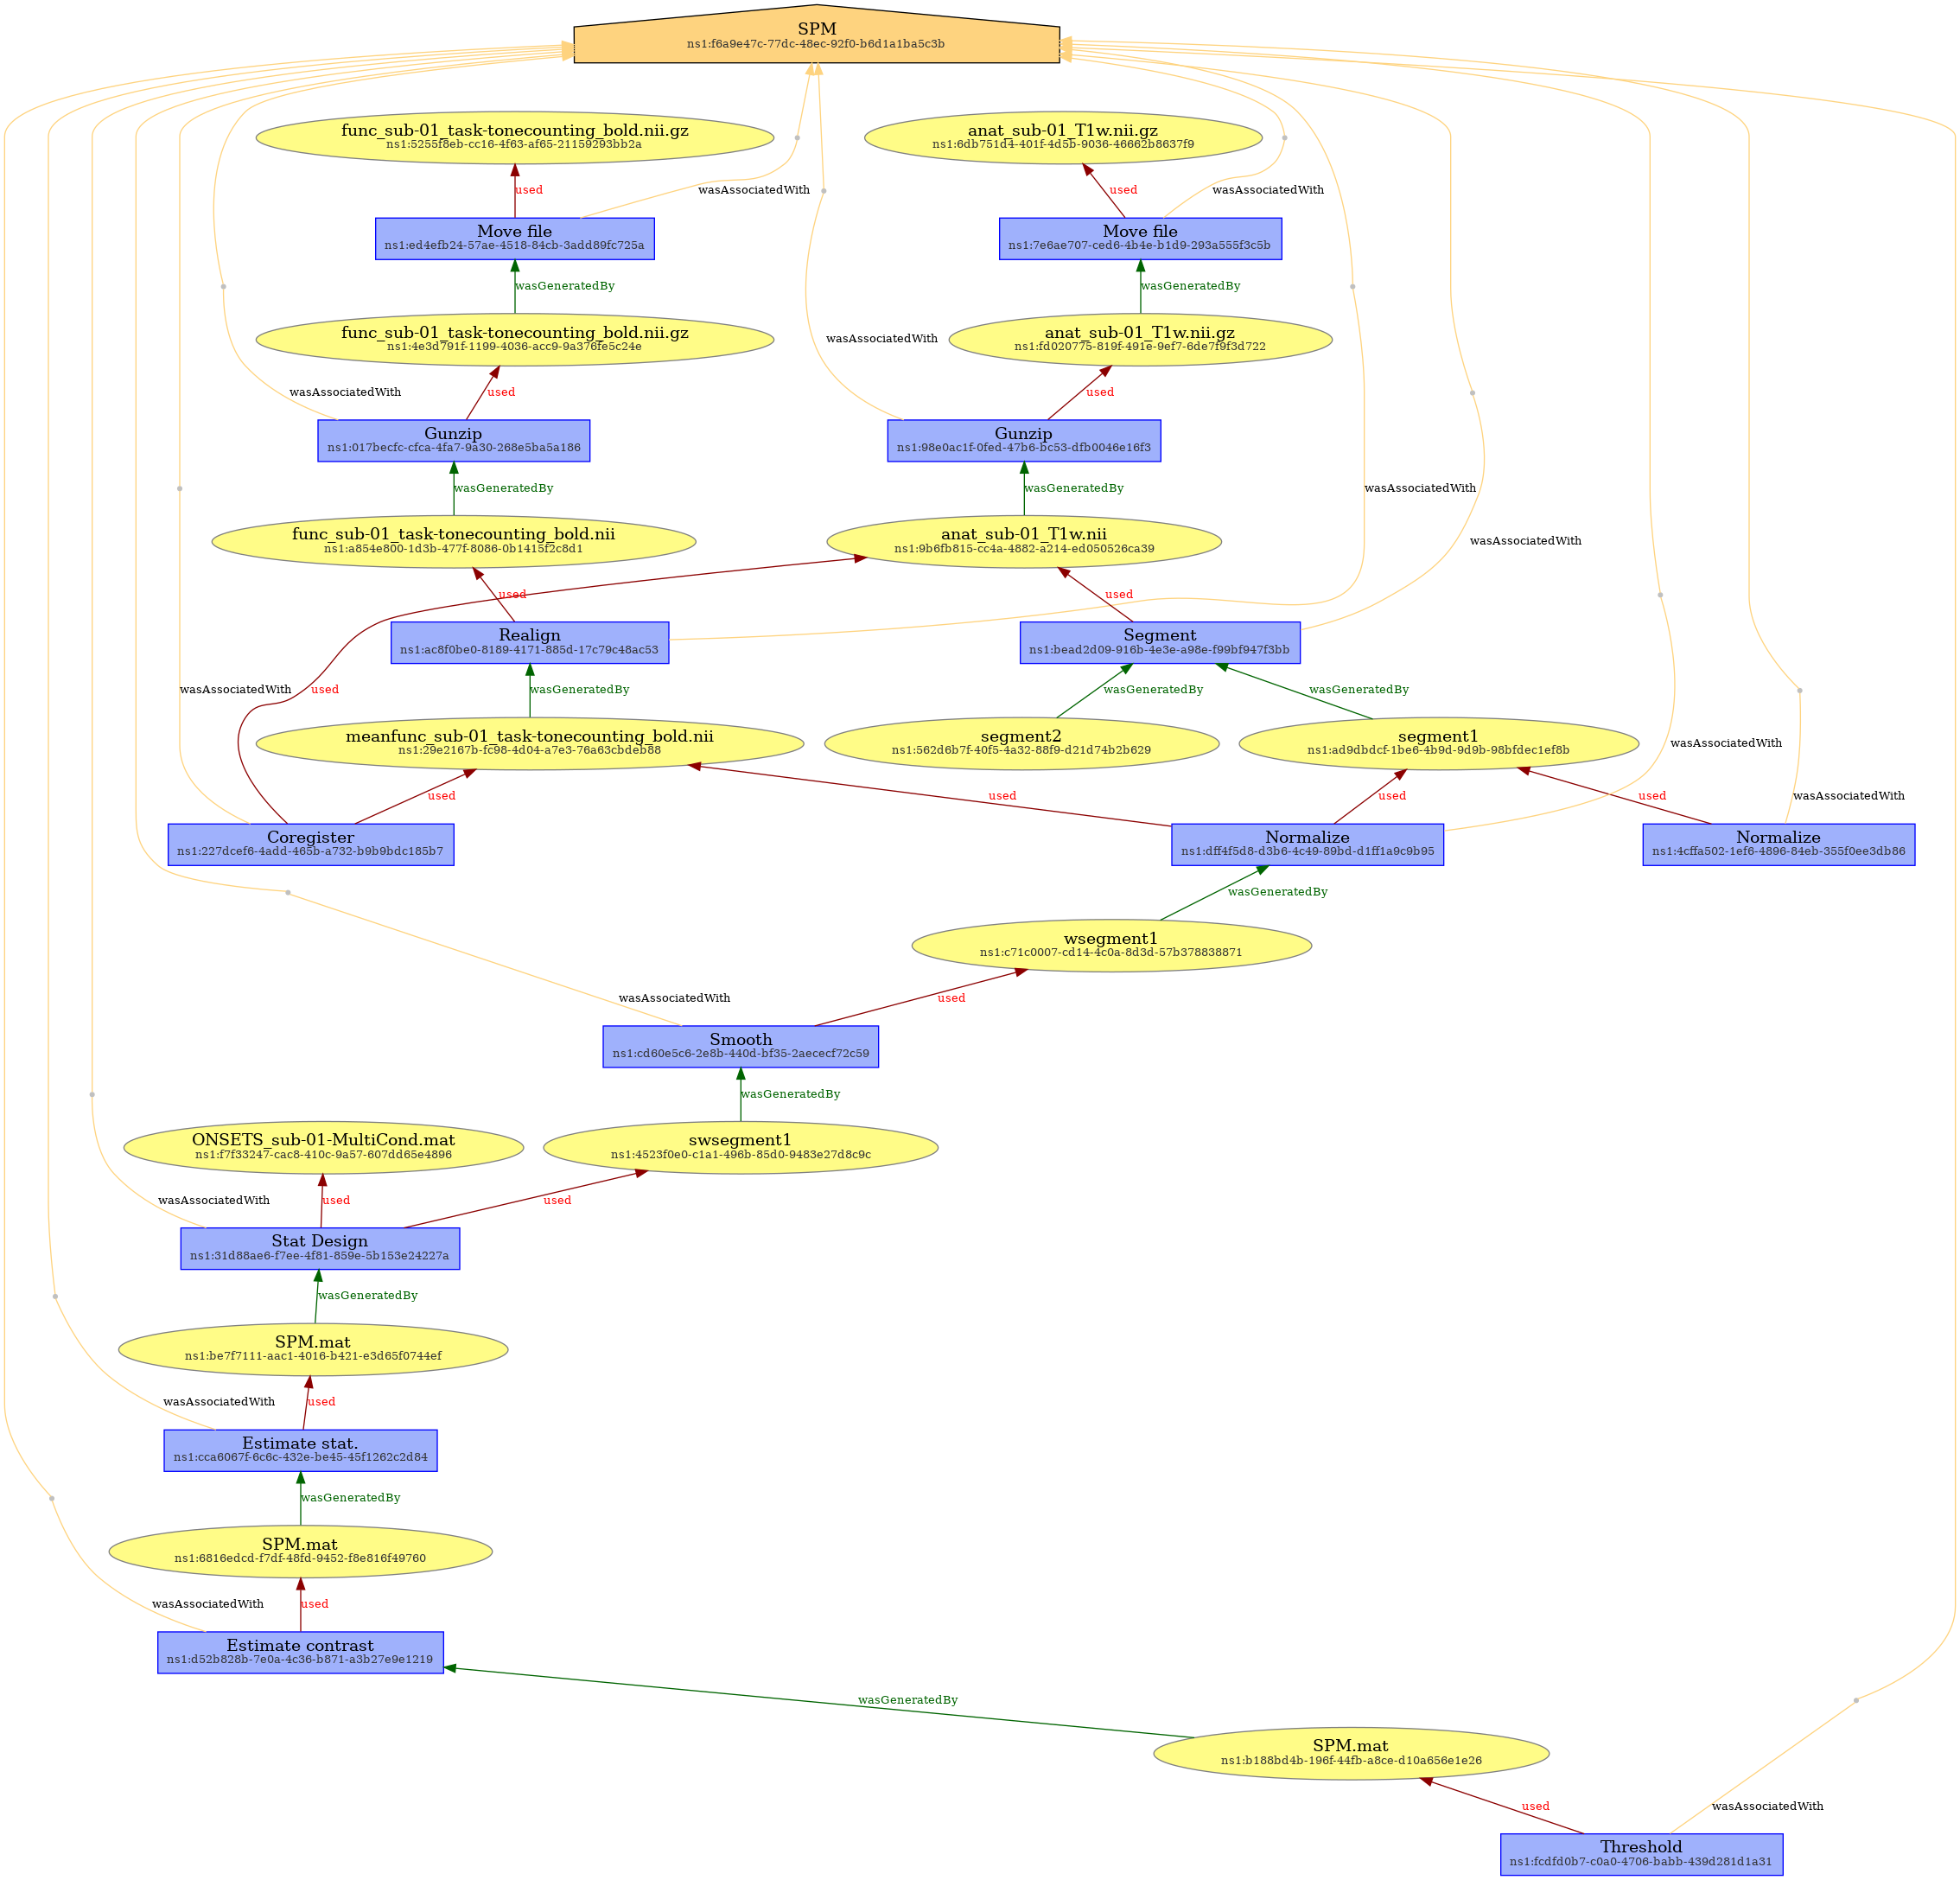 SPM
ns1:f6a9e47c-77dc-48ec-92f0-b6d1a1ba5c3b
func_sub-01_task-tonecounting_bold.nii.gz
ns1:5255f8eb-cc16-4f63-af65-21159293bb2a
anat_sub-01_T1w.nii.gz
ns1:6db751d4-401f-4d5b-9036-46662b8637f9
used
wasAssociatedWith
used
wasAssociatedWith
Move file
ns1:ed4efb24-57ae-4518-84cb-3add89fc725a
Move file
ns1:7e6ae707-ced6-4b4e-b1d9-293a555f3c5b
wasGeneratedBy
wasGeneratedBy
func_sub-01_task-tonecounting_bold.nii.gz
ns1:4e3d791f-1199-4036-acc9-9a376fe5c24e
wasAssociatedWith
anat_sub-01_T1w.nii.gz
ns1:fd020775-819f-491e-9ef7-6de7f9f3d722
wasAssociatedWith
used
used
Gunzip
ns1:017becfc-cfca-4fa7-9a30-268e5ba5a186
Gunzip
ns1:98e0ac1f-0fed-47b6-bc53-dfb0046e16f3
wasGeneratedBy
wasGeneratedBy
wasAssociatedWith
func_sub-01_task-tonecounting_bold.nii
ns1:a854e800-1d3b-477f-8086-0b1415f2c8d1
anat_sub-01_T1w.nii
ns1:9b6fb815-cc4a-4882-a214-ed050526ca39
wasAssociatedWith
used
used
Realign
ns1:ac8f0be0-8189-4171-885d-17c79c48ac53
Segment
ns1:bead2d09-916b-4e3e-a98e-f99bf947f3bb
wasAssociatedWith
used
wasGeneratedBy
wasGeneratedBy
wasGeneratedBy
meanfunc_sub-01_task-tonecounting_bold.nii
ns1:29e2167b-fc98-4d04-a7e3-76a63cbdeb88
segment2
ns1:562d6b7f-40f5-4a32-88f9-d21d74b2b629
segment1
ns1:ad9dbdcf-1be6-4b9d-9d9b-98bfdec1ef8b
wasAssociatedWith
used
used
used
used
wasAssociatedWith
Coregister
ns1:227dcef6-4add-465b-a732-b9b9bdc185b7
Normalize
ns1:dff4f5d8-d3b6-4c49-89bd-d1ff1a9c9b95
Normalize
ns1:4cffa502-1ef6-4896-84eb-355f0ee3db86
wasGeneratedBy
wsegment1
ns1:c71c0007-cd14-4c0a-8d3d-57b378838871
wasAssociatedWith
used
Smooth
ns1:cd60e5c6-2e8b-440d-bf35-2aececf72c59
wasGeneratedBy
ONSETS_sub-01-MultiCond.mat
ns1:f7f33247-cac8-410c-9a57-607dd65e4896
swsegment1
ns1:4523f0e0-c1a1-496b-85d0-9483e27d8c9c
wasAssociatedWith
used
used
Stat Design
ns1:31d88ae6-f7ee-4f81-859e-5b153e24227a
wasGeneratedBy
SPM.mat
ns1:be7f7111-aac1-4016-b421-e3d65f0744ef
wasAssociatedWith
used
Estimate stat.
ns1:cca6067f-6c6c-432e-be45-45f1262c2d84
wasGeneratedBy
SPM.mat
ns1:6816edcd-f7df-48fd-9452-f8e816f49760
wasAssociatedWith
used
Estimate contrast
ns1:d52b828b-7e0a-4c36-b871-a3b27e9e1219
wasGeneratedBy
SPM.mat
ns1:b188bd4b-196f-44fb-a8ce-d10a656e1e26
used
wasAssociatedWith
Threshold
ns1:fcdfd0b7-c0a0-4706-babb-439d281d1a31